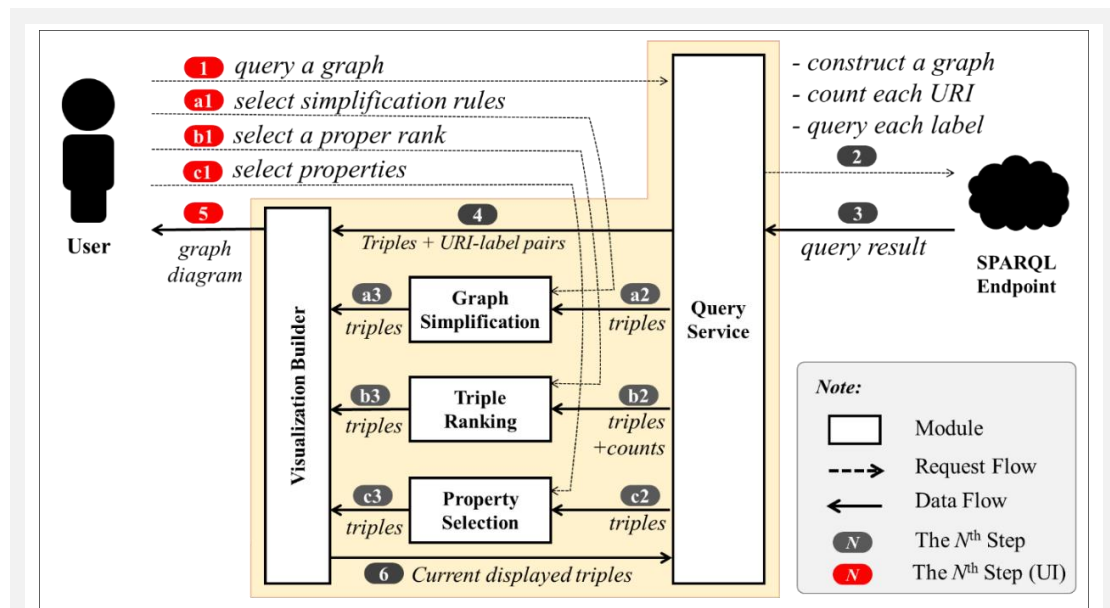 1 query a graph
a1 select simplification rules
b1 select a proper rank
c1 select properties
- construct a graph
- count each URI
- query each label
2
3
query result
SPARQL
Endpoint
User
5
graph
diagram
4
Triples + URI-label pairs
Visualization Builder
Query
Service
a3
triples
Graph
Simplification
a2
triples
b3
triples
Triple
Ranking
b2
triples
+counts
c3
triples
Property
Selection
c2
triples
6 Current displayed triples
Note:
Module
Request Flow
Data Flow
N The Nth Step
N The Nth Step (UI)